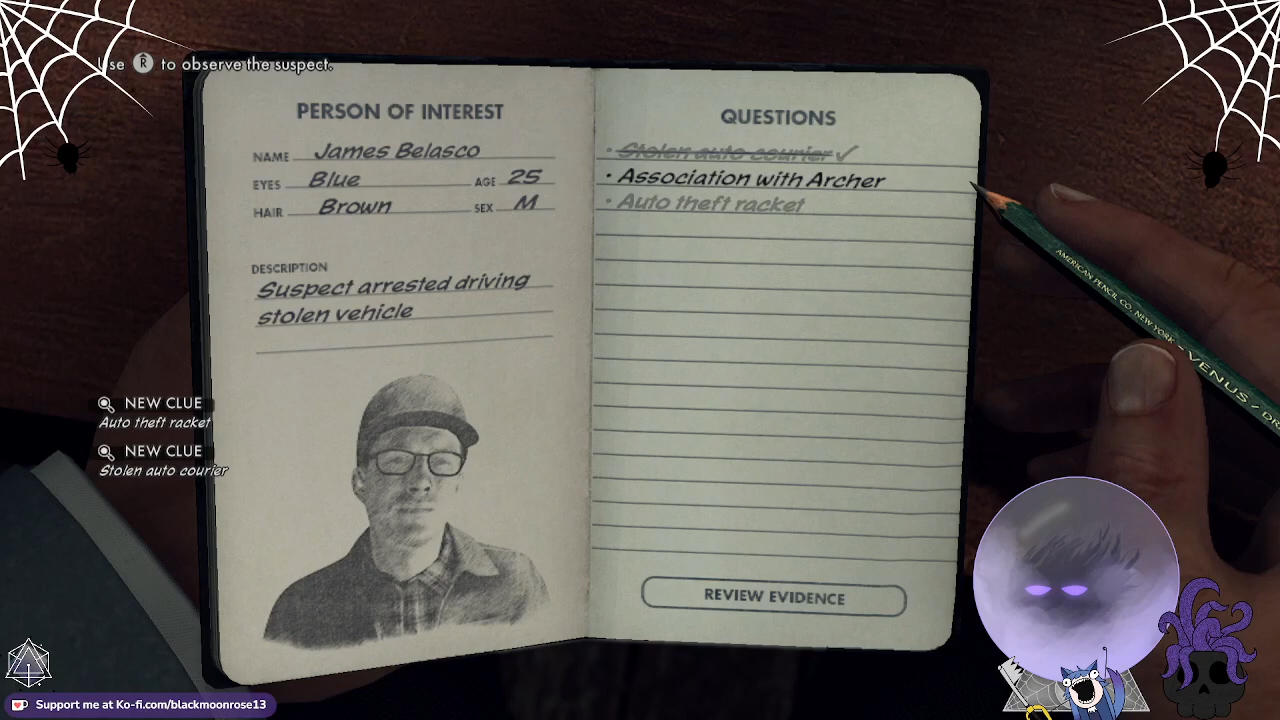 Use R to observe the suspect.
PERSON OF INTEREST
NAME James Belasco
EYES Blue AGE 25
HAIR Brown SEX M
DESCRIPTION
Suspect arrested driving
stolen vehicle
QUESTIONS
• Stolen auto courier ✓
• Association with Archer
• Auto theft racket
REVIEW EVIDENCE
NEW CLUE
Auto theft racket
NEW CLUE
Stolen auto courier
AMERICAN PENCIL CO. NEW YORK VENUS
Support me at Ko-fi.com/blackmoonrose13